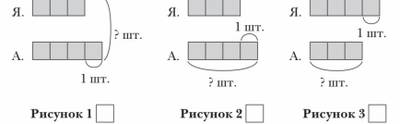 Я. Я. Я.
? шт. 1 шт. 1 шт.
А. А. А.
1 шт. ? шт. ? шт.
Рисунок 1 Рисунок 2 Рисунок 3